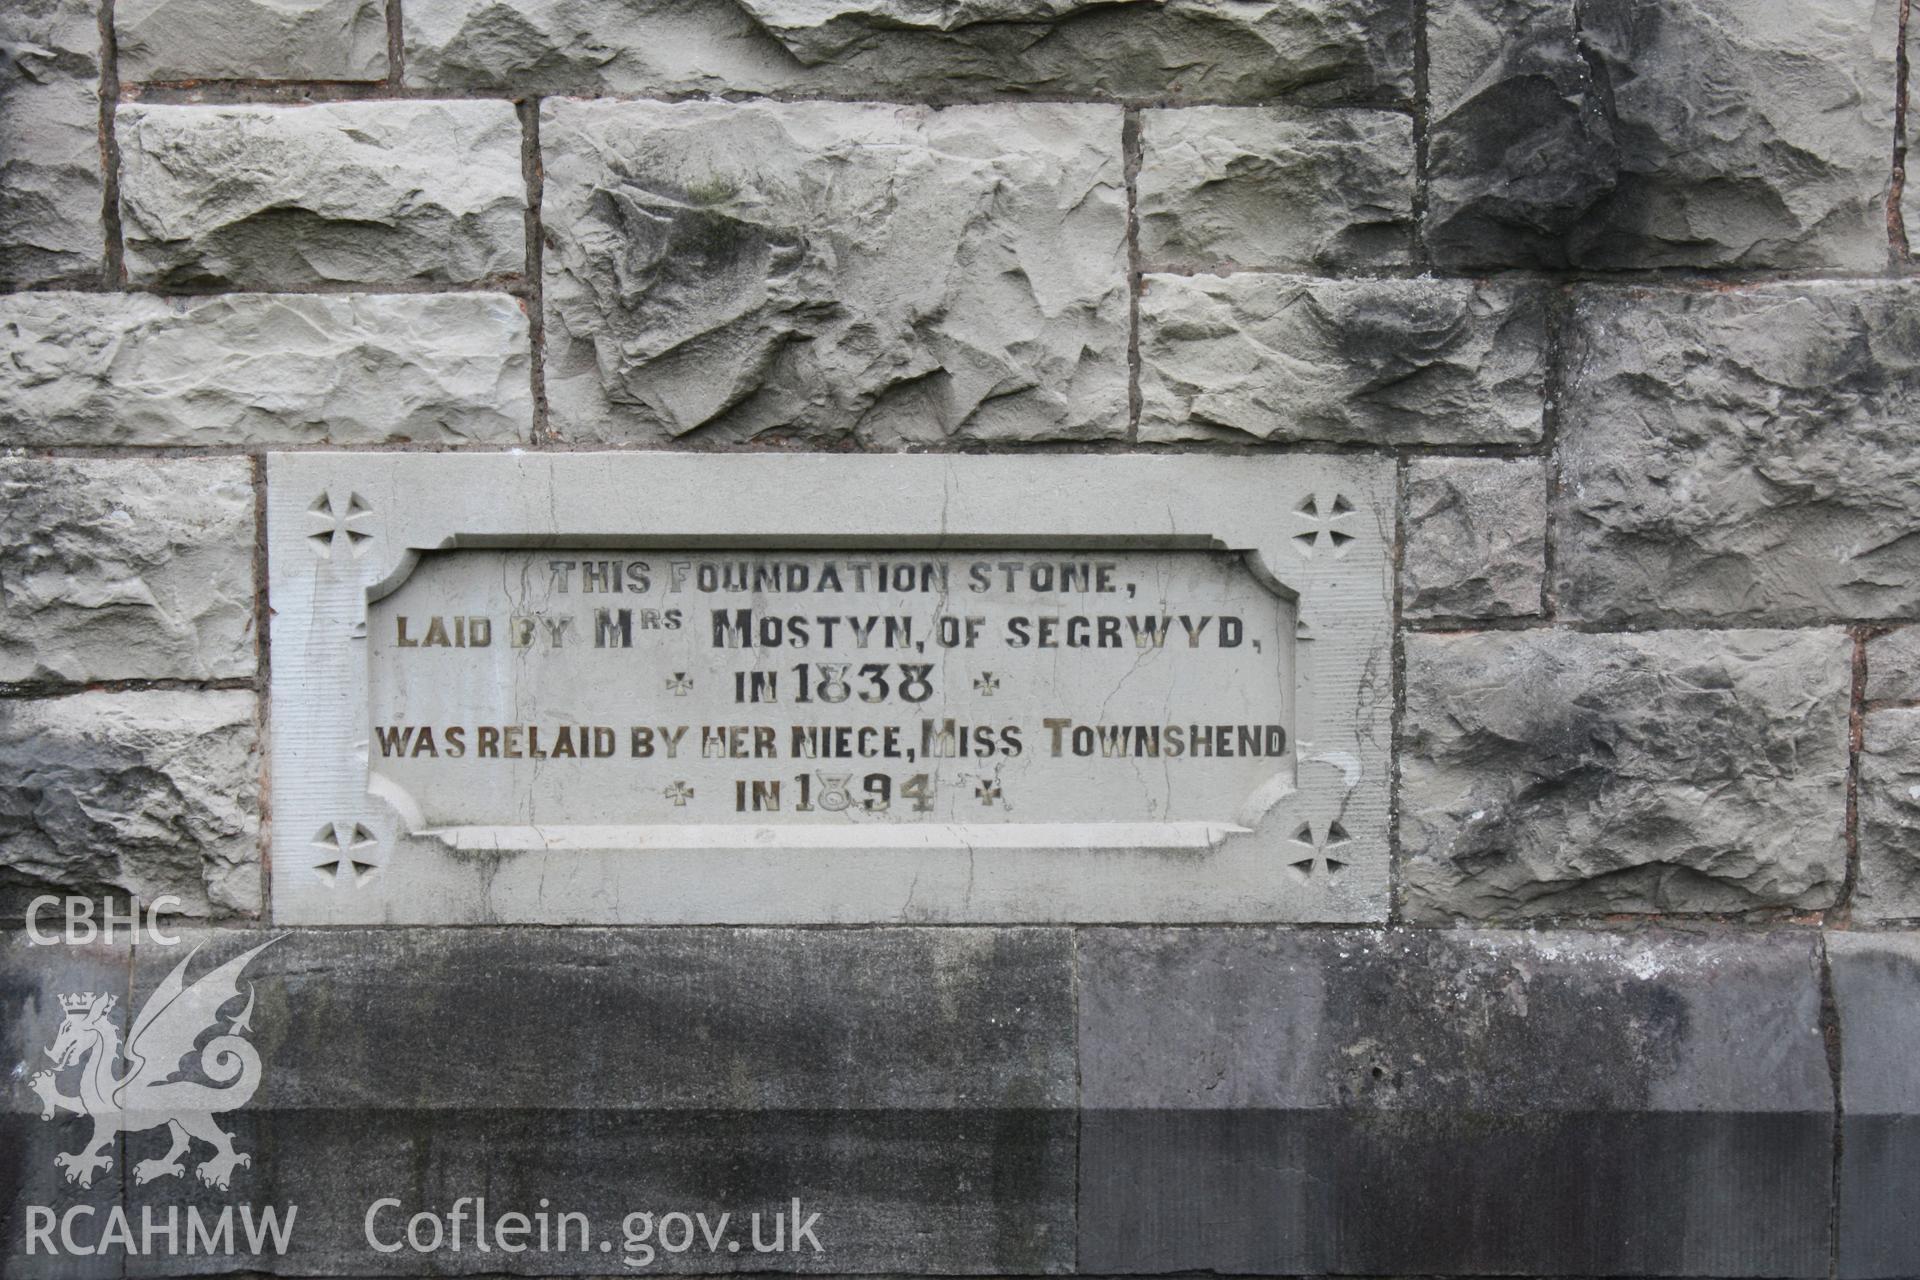 THIS FOUNDATION STONE,
LAID BY MRS MOSTYN, OF SEGRWYD,
IN 1838
WAS RELAID BY HER NIECE, MISS TOWNSHEND
IN 1894
CBHC
RCAHMW
Coflein.gov.uk